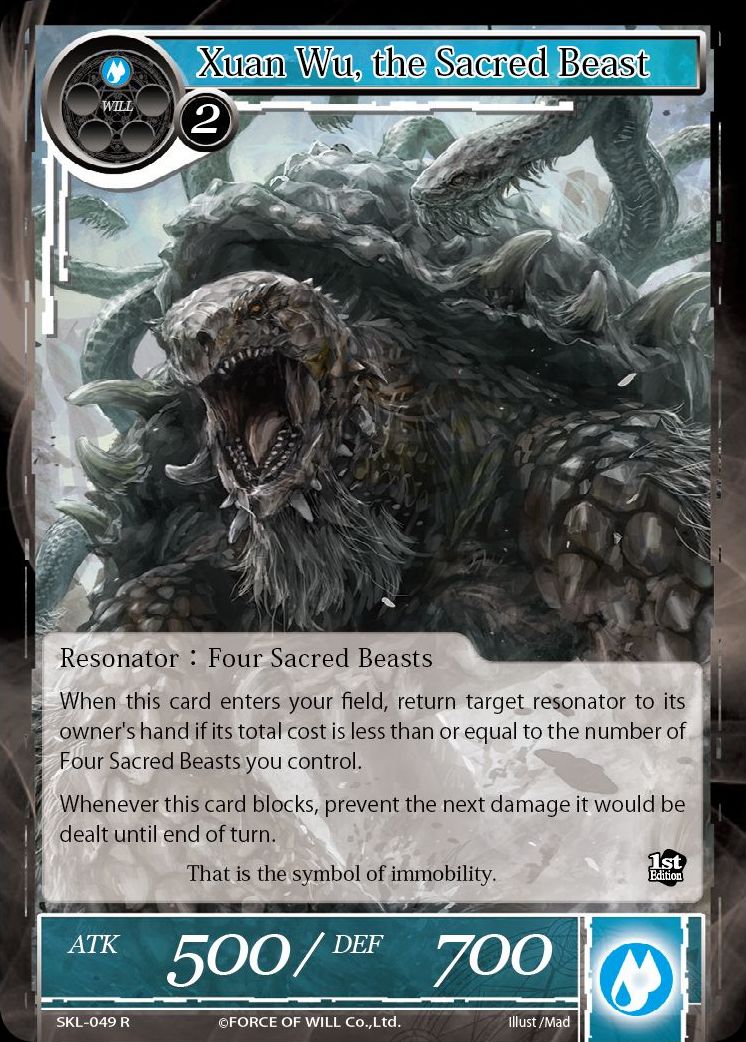 Xuan Wu, the Sacred Beast
WILL
2
Resonator : Four Sacred Beasts
When this card enters your field, return target resonator to its
owner's hand if its total cost is less than or equal to the number of
Four Sacred Beasts you control.
Whenever this card blocks, prevent the next damage it would be
dealt until end of turn.
That is the symbol of immobility.
1st
Edition
ATK 500 / DEF 700
SKL-049 R ©FORCE OF WILL Co.,Ltd. Illust /Mad